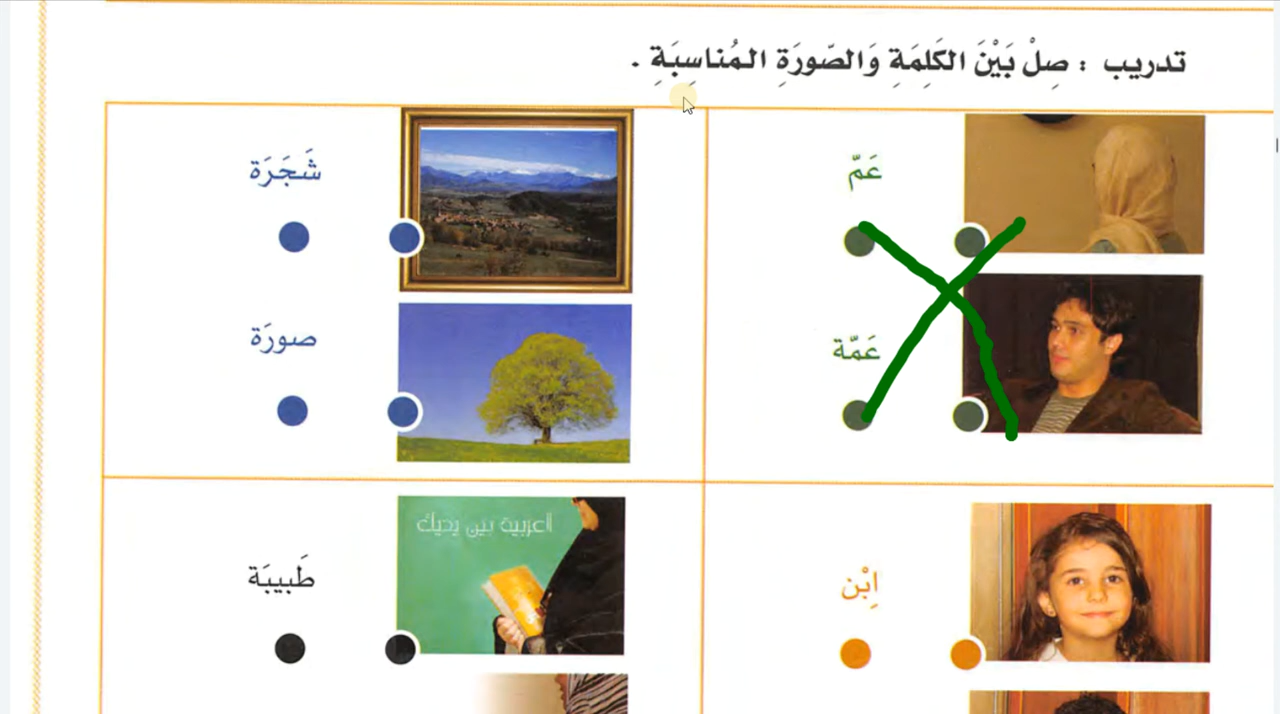 تدريب : صِلْ بَيْنَ الكَلِمَةِ وَالصّورَةِ المُناسِبَةِ .
عَمّ
شَجَرَة
عَمّة
صورَة
اِبْن
العربية بين يديك
طَبيبَة